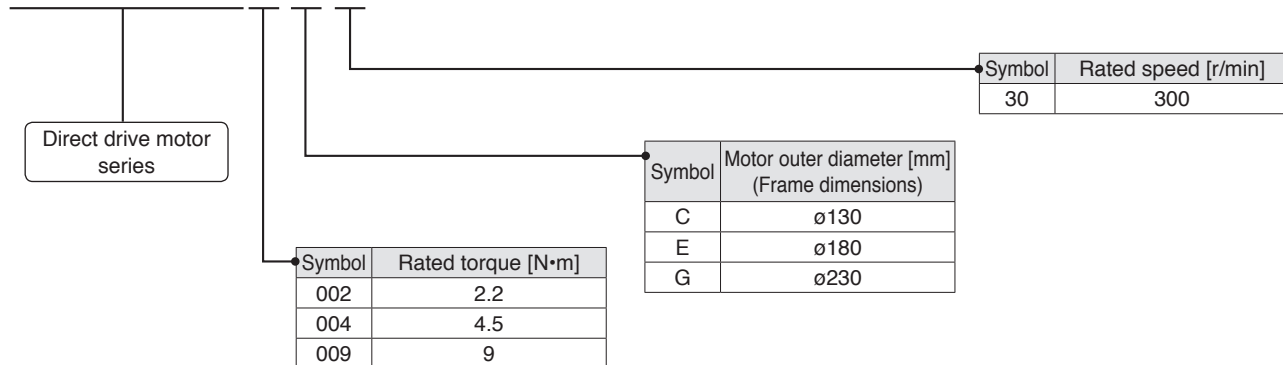 Symbol Rated speed [r/min]
30 300
Direct drive motor
series
Symbol Motor outer diameter [mm]
(Frame dimensions)
C ø130
E ø180
G ø230
Symbol Rated torque [N•m]
002 2.2
004 4.5
009 9